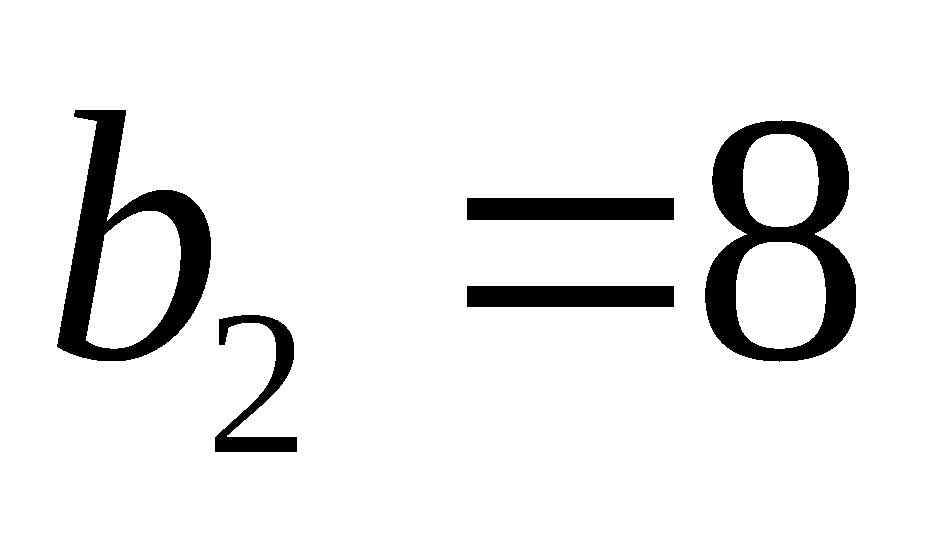 b₂ =8